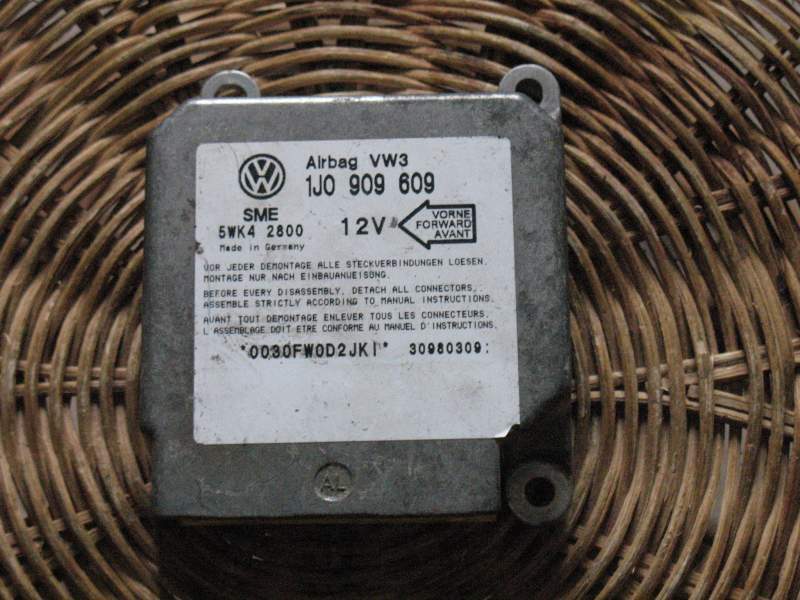 VW
Airbag VW3
1J0 909 609
SME
5WK4 2800
Made in Germany
12V
VORNE
FORWARD
AVANT
VOR JEDER DEMONTAGE ALLE STECKVERBINDUNGEN LOESEN.
MONTAGE NUR NACH EINBAUANWEISUNG.
BEFORE EVERY DISASSEMBLY, DETACH ALL CONNECTORS,
ASSEMBLE STRICTLY ACCORDING TO MANUAL INSTRUCTIONS.
AVANT TOUT DEMONTAGE ENLEVER TOUS LES CONNECTEURS.
L'ASSEMBLAGE DOIT ETRE CONFORME AU MANUEL D'INSTRUCTIONS.
*0030FW0D2JKI* 30980309:
AL